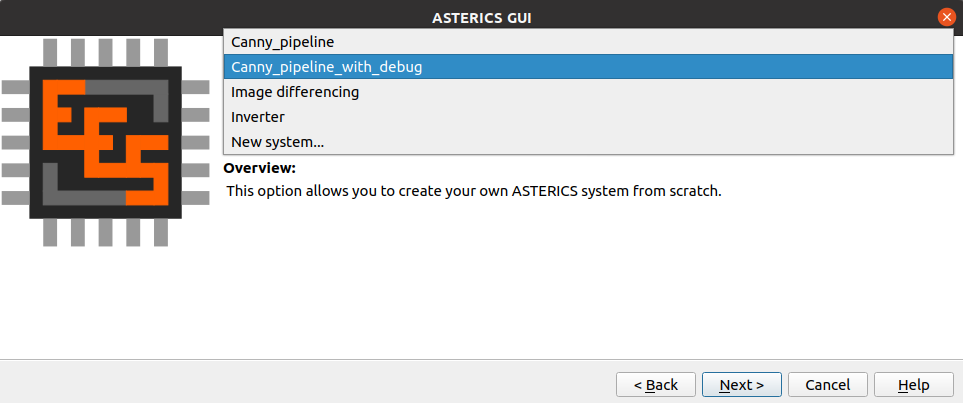 ASTERICS GUI
Canny_pipeline
Canny_pipeline_with_debug
Image differencing
Inverter
New system...
Overview:
This option allows you to create your own ASTERICS system from scratch.
< Back
Next >
Cancel
Help